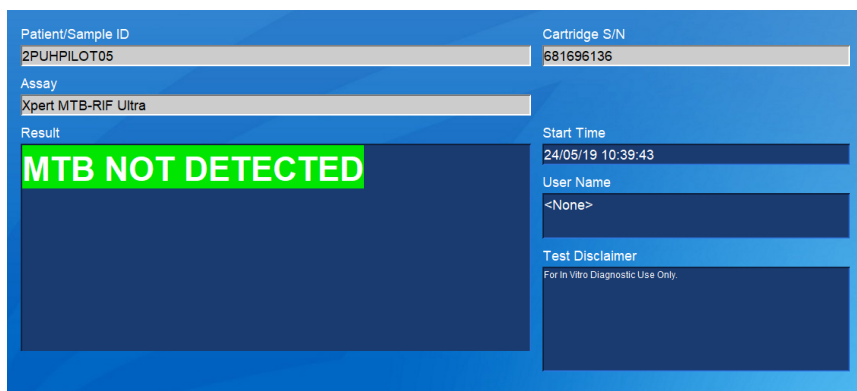 Patient/Sample ID
2PUHPILOT05
Cartridge S/N
681696136
Assay
Xpert MTB-RIF Ultra
Result
MTB NOT DETECTED
Start Time
24/05/19 10:39:43
User Name
<None>
Test Disclaimer
For In Vitro Diagnostic Use Only.